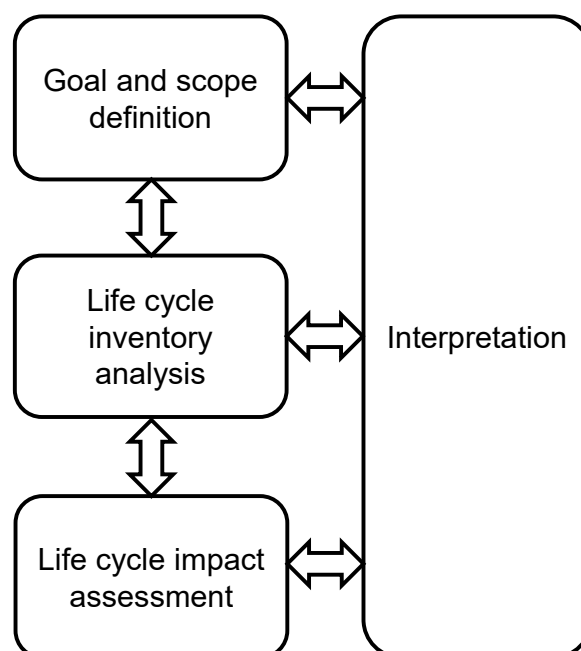 Goal and scope
definition
Life cycle
inventory
analysis
Interpretation
Life cycle impact
assessment